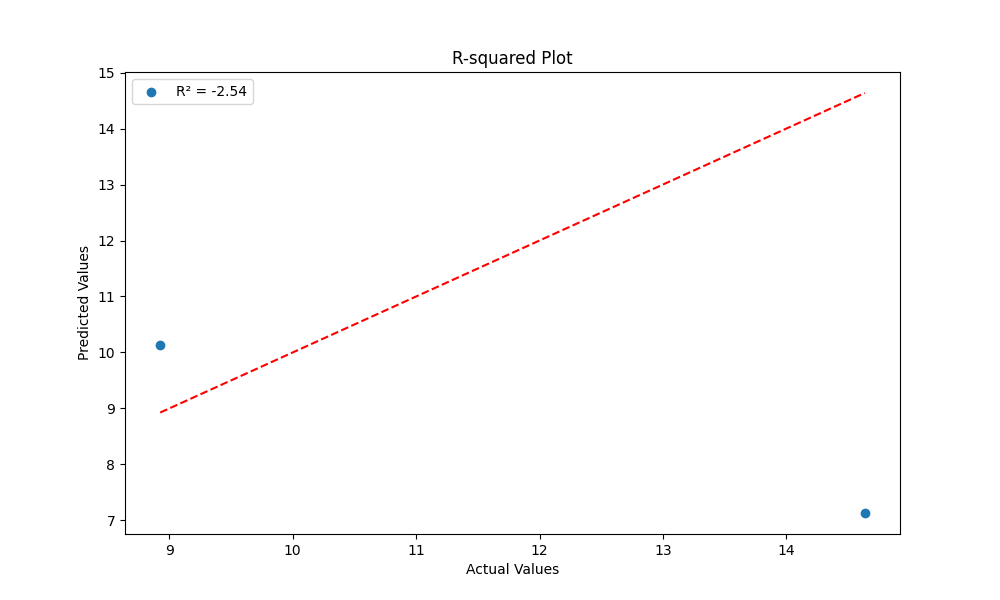 R-squared Plot
R² = -2.54
15
14
13
12
11
10
9
8
7
Predicted Values
9 10 11 12 13 14
Actual Values